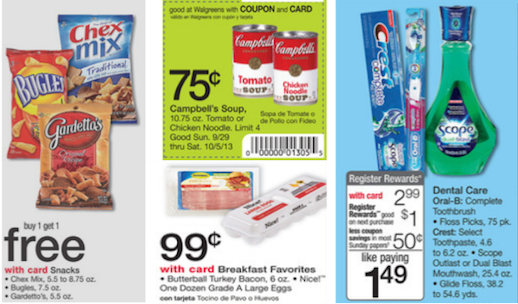 Chex
mix
Traditional
BUGLES
Gardetto's
buy 1 get 1
free
with card Snacks
• Chex Mix, 5.5 to 8.75 oz.
• Bugles, 7.5 oz.
• Gardetto's, 5.5 oz.
good at Walgreens with COUPON and CARD
válido en Walgreens con cupón y tarjeta
75¢
Campbell's
Tomato
SOUP
Campbell's
Chicken
Noodle
SOUP
Campbell's Soup,
10.75 oz. Tomato or
Chicken Noodle. Limit 4
Good Sun. 9/29
thru Sat. 10/5/13
Sopa de Tomate o
de Pollo con Fideo
0 00000 01305 5
99¢
with card Breakfast Favorites
• Butterball Turkey Bacon, 6 oz. • Nice!™
One Dozen Grade A Large Eggs
con tarjeta Tocino de Pavo o Huevos
Crest
Complete
Scope
Register Rewards®
with card 2.99
Register
Rewards™ good
on next purchase
$1
less coupon
savings in most
Sunday papers
50¢
like paying
1.49
Dental Care
Oral-B: Complete
Toothbrush
• Floss Picks, 75 pk.
Crest: Select
Toothpaste, 4.6
to 6.2 oz. • Scope
Outlast or Dual Blast
Mouthwash, 25.4 oz.
• Glide Floss, 38.2
to 54.6 yds.